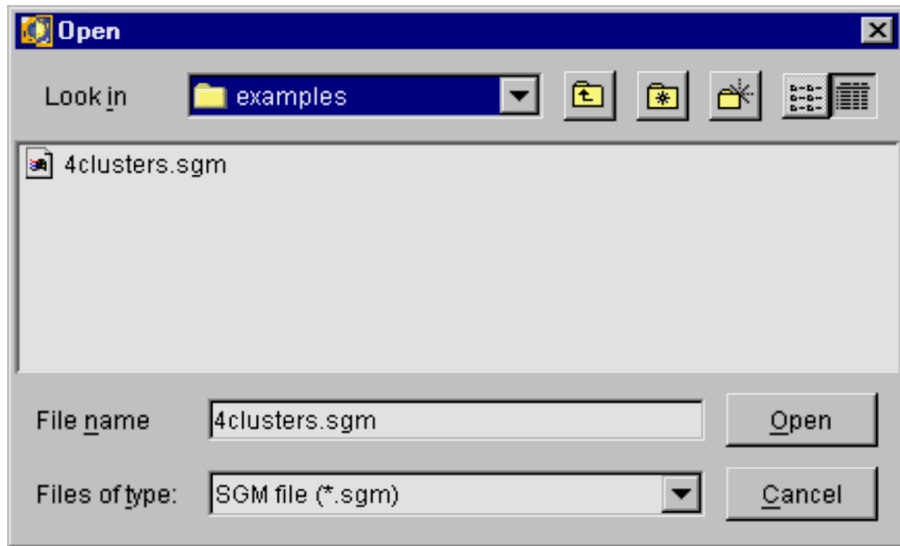 Open
Look in examples
4clusters.sgm
File name 4clusters.sgm Open
Files of type: SGM file (*.sgm) Cancel